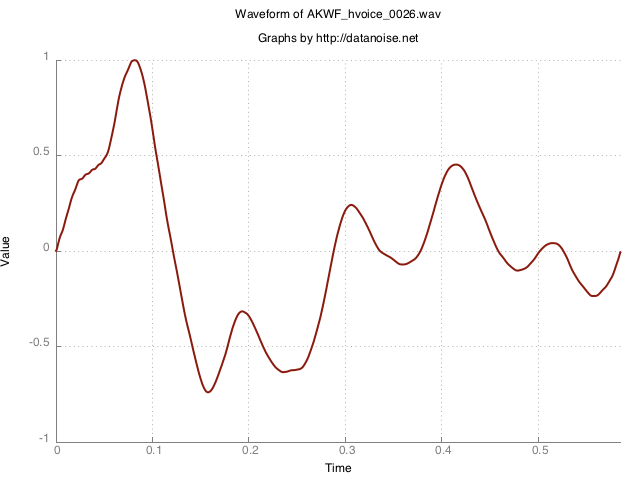 Waveform of AKWF_hvoice_0026.wav
Graphs by http://datanoise.net
1
0.5
0
-0.5
-1
Value
0 0.1 0.2 0.3 0.4 0.5
Time